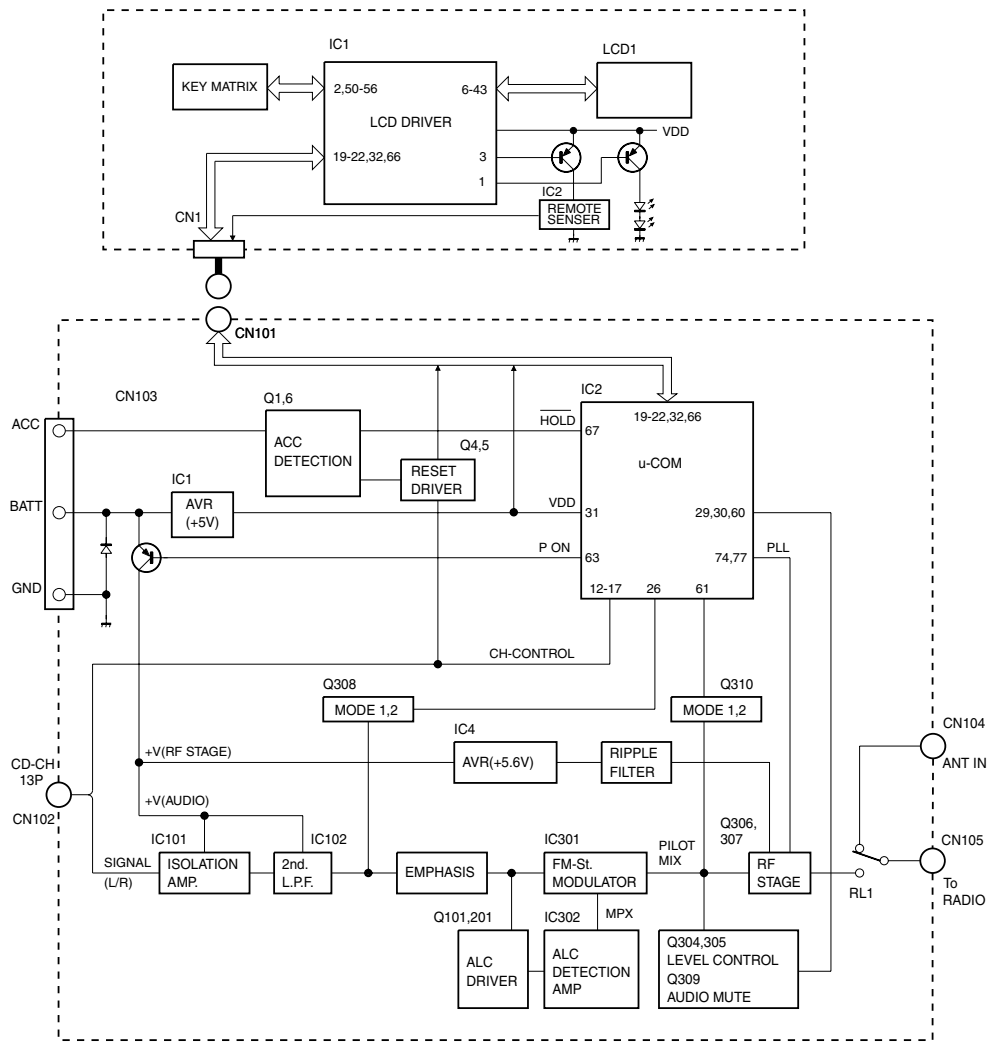 IC1
LCD1
KEY MATRIX
2,50-56
6-43
LCD DRIVER
VDD
19-22,32,66
3
1
IC2
REMOTE
SENSER
CN1
CN101
CN103
IC2
Q1,6
19-22,32,66
ACC
HOLD
67
ACC
DETECTION
Q4,5
u-COM
RESET
DRIVER
IC1
BATT
AVR
(+5V)
VDD
31
29,30,60
P ON
63
74,77
PLL
GND
12-17
26
61
CH-CONTROL
Q308
Q310
MODE 1,2
MODE 1,2
CN104
IC4
+V(RF STAGE)
AVR(+5.6V)
RIPPLE
FILTER
ANT IN
CD-CH
13P
CN102
+V(AUDIO)
IC101
IC102
IC301
PILOT
MIX
Q306,
307
CN105
SIGNAL
(L/R)
ISOLATION
AMP.
2nd.
L.P.F.
EMPHASIS
FM-St.
MODULATOR
RF
STAGE
RL1
To
RADIO
Q101,201
IC302
MPX
ALC
DRIVER
ALC
DETECTION
AMP
Q304,305
LEVEL CONTROL
Q309
AUDIO MUTE